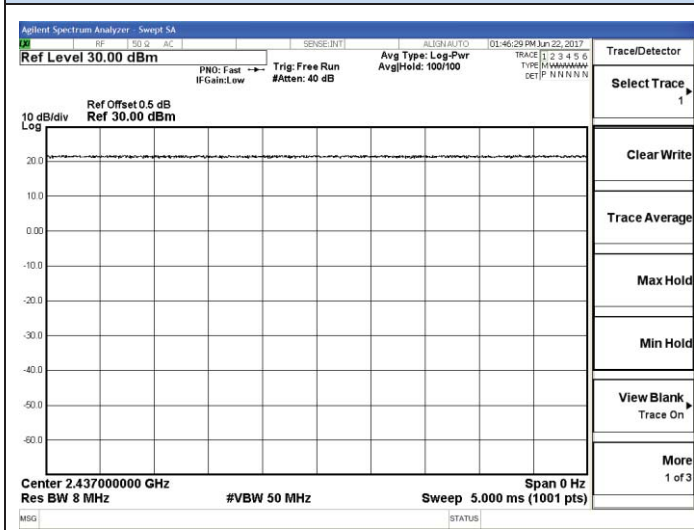 Agilent Spectrum Analyzer - Swept SA
RF 50 Ω AC SENSE:INT ALIGN AUTO 01:46:29 PM Jun 22, 2017
Ref Level 30.00 dBm
PNO: Fast
IFGain:Low
Trig: Free Run
#Atten: 40 dB
Avg Type: Log-Pwr
Avg|Hold: 100/100
TRACE 1 2 3 4 5 6
TYPE M WWWWW
DET P N N N N N
Ref Offset 0.5 dB
10 dB/div Ref 30.00 dBm
Log
20.0
10.0
0.00
-10.0
-20.0
-30.0
-40.0
-50.0
-60.0
Center 2.437000000 GHz Span 0 Hz
Res BW 8 MHz #VBW 50 MHz Sweep 5.000 ms (1001 pts)
MSG STATUS
Trace/Detector
Select Trace
1
Clear Write
Trace Average
Max Hold
Min Hold
View Blank
Trace On
More
1 of 3